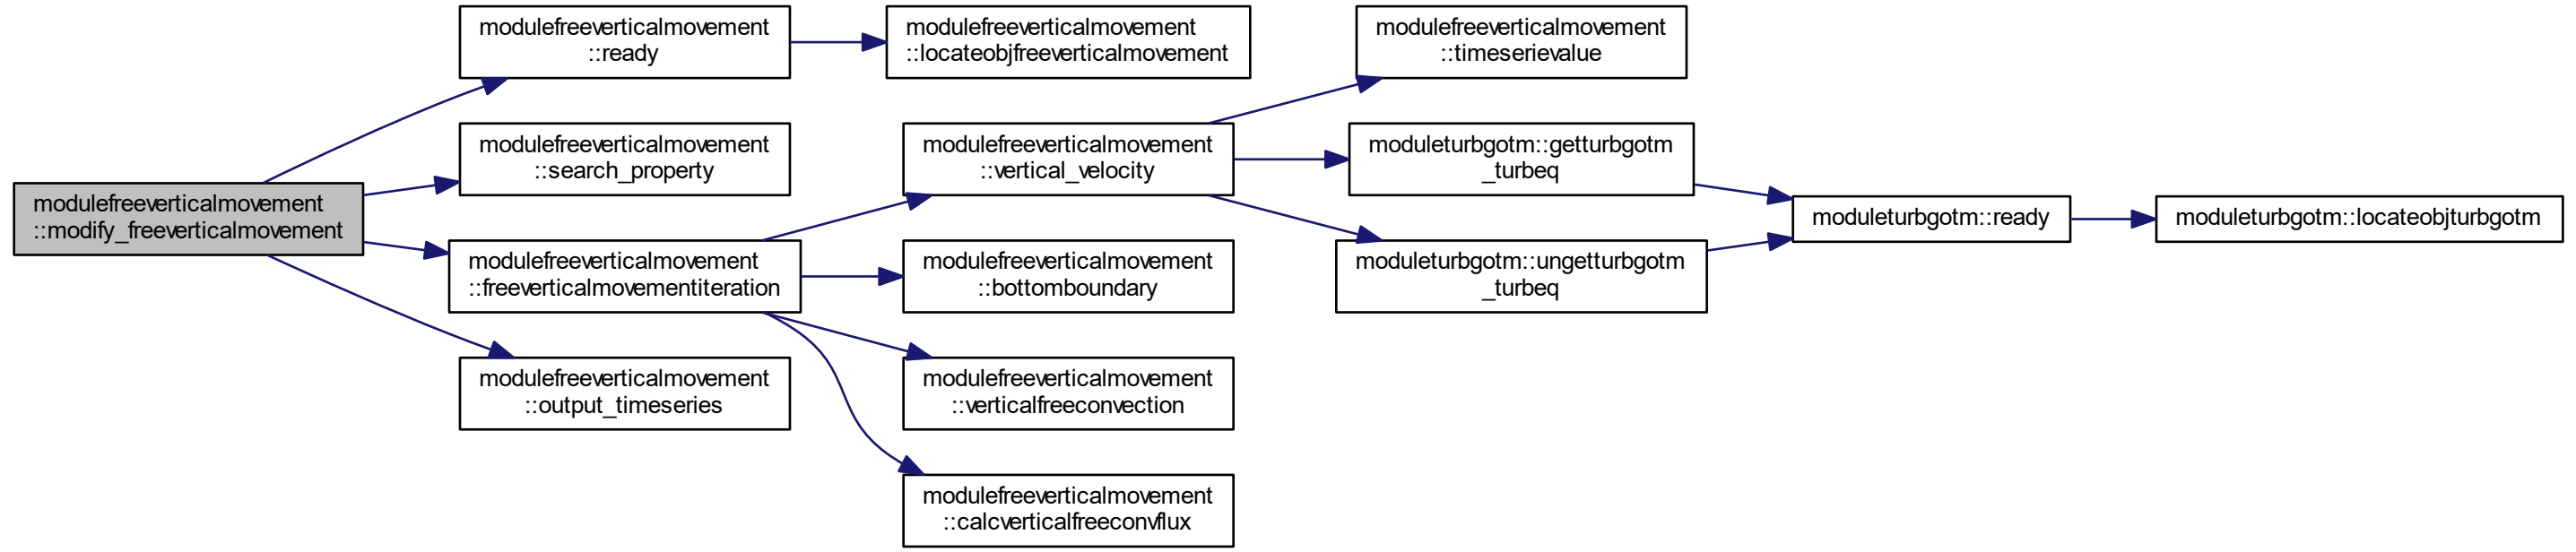 modulefreeverticalmovement
::modify_freeverticalmovement
modulefreeverticalmovement
::ready
modulefreeverticalmovement
::locateobjfreeverticalmovement
modulefreeverticalmovement
::search_property
modulefreeverticalmovement
::freeverticalmovementiteration
modulefreeverticalmovement
::vertical_velocity
modulefreeverticalmovement
::timeserievalue
moduleturbgotm::getturbgotm
_turbeq
moduleturbgotm::ungetturbgotm
_turbeq
moduleturbgotm::ready
moduleturbgotm::locateobjturbgotm
modulefreeverticalmovement
::bottomboundary
modulefreeverticalmovement
::verticalfreeconvection
modulefreeverticalmovement
::calcverticalfreeconvflux
modulefreeverticalmovement
::output_timeseries